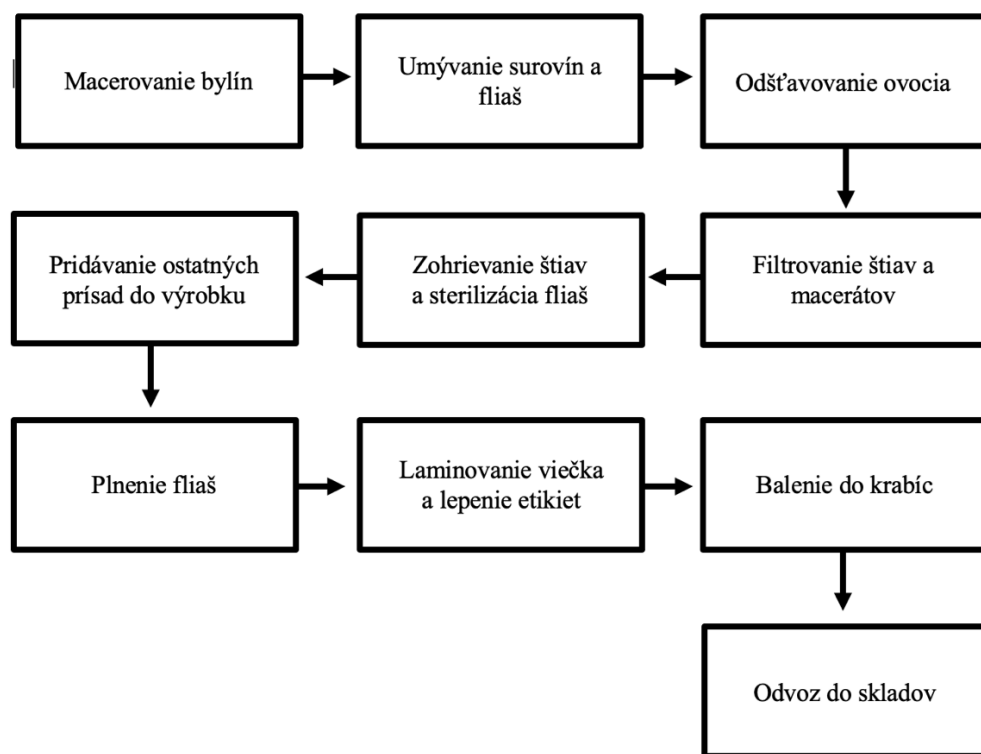 Macerovanie bylín
Umývanie surovín a
fliaš
Odšťavovanie ovocia
Filtrovanie štiav a
macerátov
Zohrievanie štiav
a sterilizácia fliaš
Pridávanie ostatných
prísad do výrobku
Plnenie fliaš
Laminovanie viečka
a lepenie etikiet
Balenie do krabíc
Odvoz do skladov